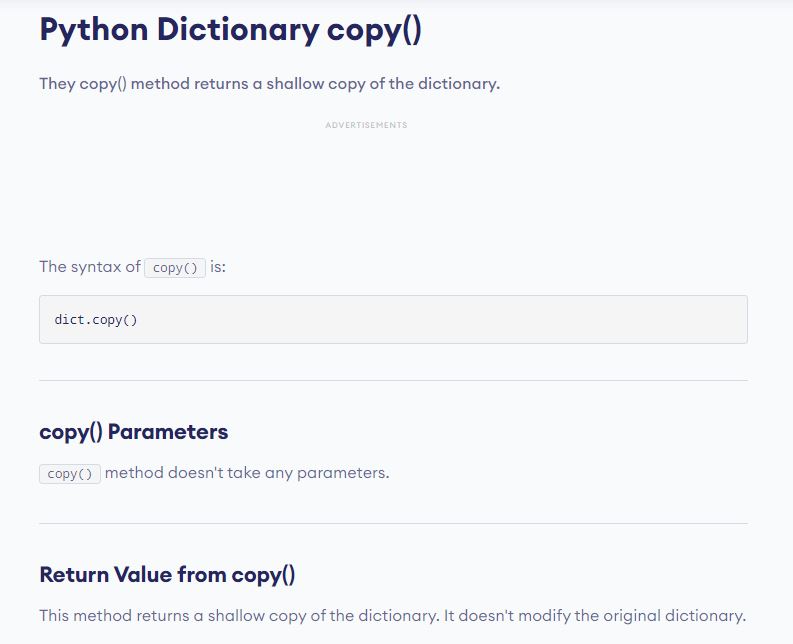 Python Dictionary copy()
They copy() method returns a shallow copy of the dictionary.
ADVERTISEMENTS
The syntax of copy() is:
dict.copy()
copy() Parameters
copy() method doesn't take any parameters.
Return Value from copy()
This method returns a shallow copy of the dictionary. It doesn't modify the original dictionary.